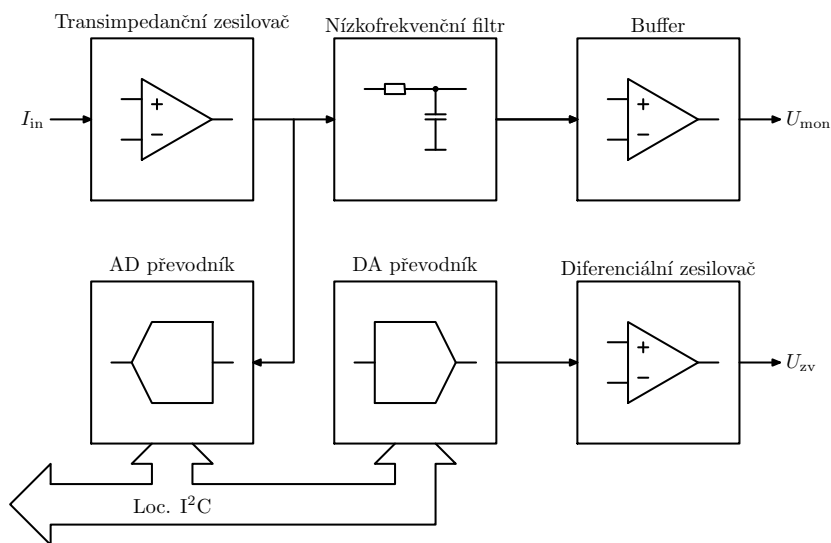 Transimpedanční zesilovač
Nízkofrekvenční filtr
Buffer
I_in
U_mon
AD převodník
DA převodník
Diferenciální zesilovač
U_zv
Loc. I²C